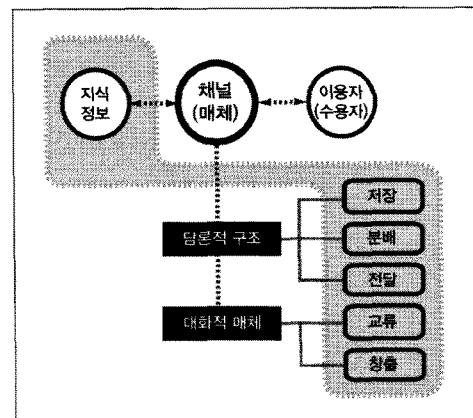 지식
정보
채널
(매체)
이용자
(수용자)
저장
담론적 구조
분배
전달
대화적 매체
교류
창출